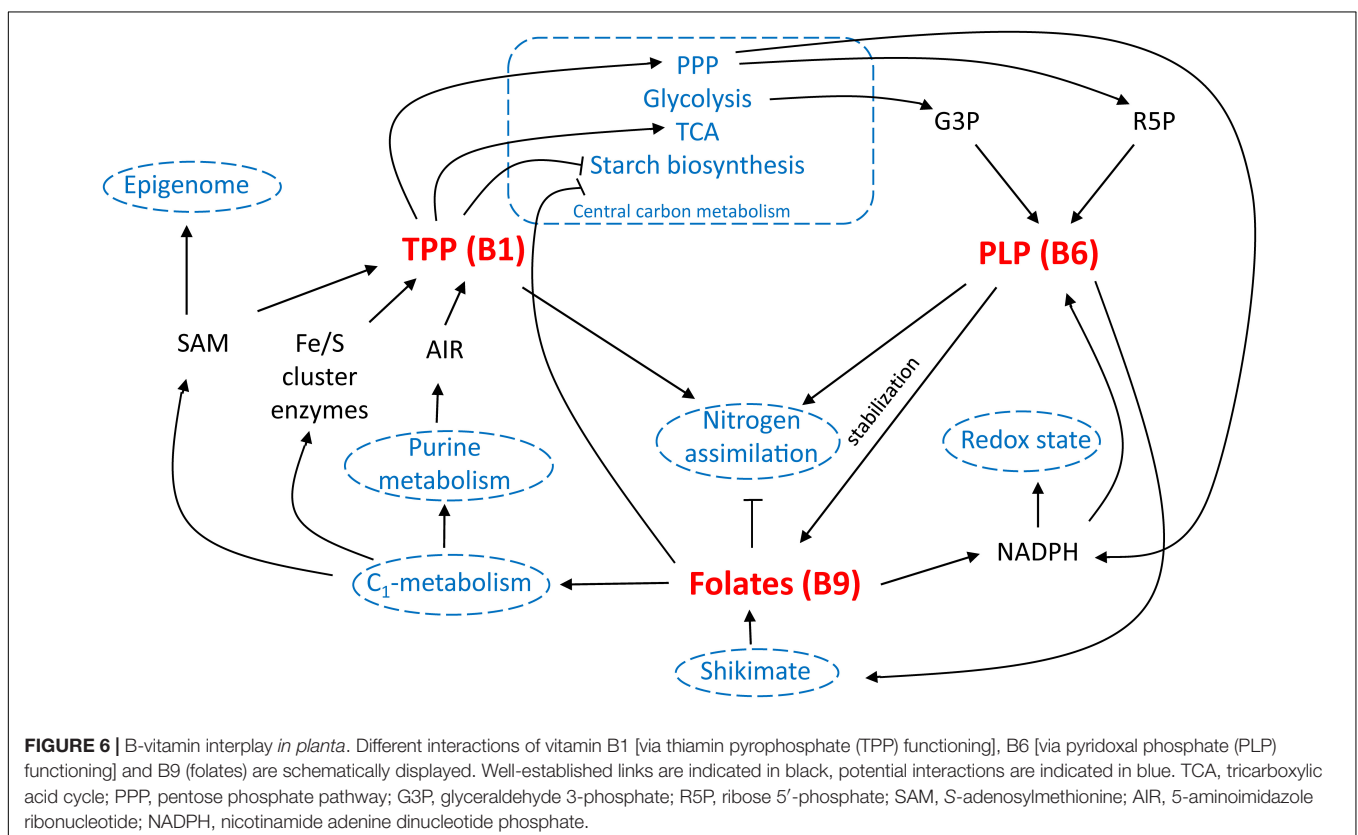 PPP
Glycolysis
TCA
Starch biosynthesis
Central carbon metabolism
G3P
R5P
Epigenome
TPP (B1)
PLP (B6)
SAM
Fe/S
cluster
enzymes
AIR
stabilization
Nitrogen
assimilation
Redox state
Purine
metabolism
NADPH
C₁-metabolism
Folates (B9)
Shikimate
FIGURE 6 | B-vitamin interplay in planta. Different interactions of vitamin B1 [via thiamin pyrophosphate (TPP) functioning], B6 [via pyridoxal phosphate (PLP)
functioning] and B9 (folates) are schematically displayed. Well-established links are indicated in black, potential interactions are indicated in blue. TCA, tricarboxylic
acid cycle; PPP, pentose phosphate pathway; G3P, glyceraldehyde 3-phosphate; R5P, ribose 5′-phosphate; SAM, S-adenosylmethionine; AIR, 5-aminoimidazole
ribonucleotide; NADPH, nicotinamide adenine dinucleotide phosphate.